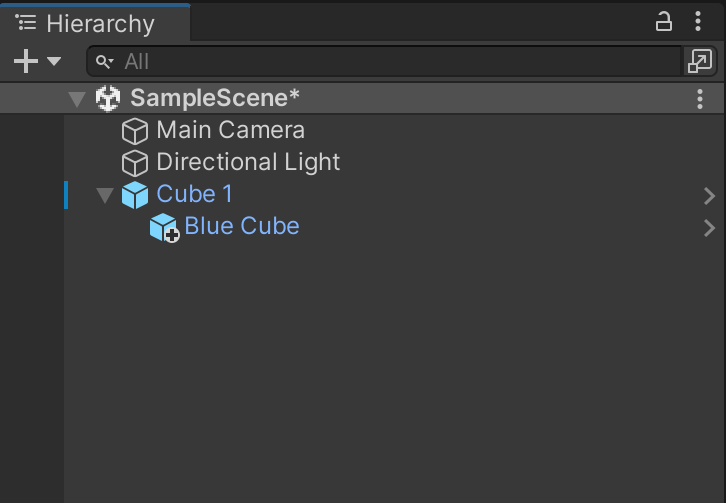 Hierarchy
All
SampleScene*
Main Camera
Directional Light
Cube 1
Blue Cube